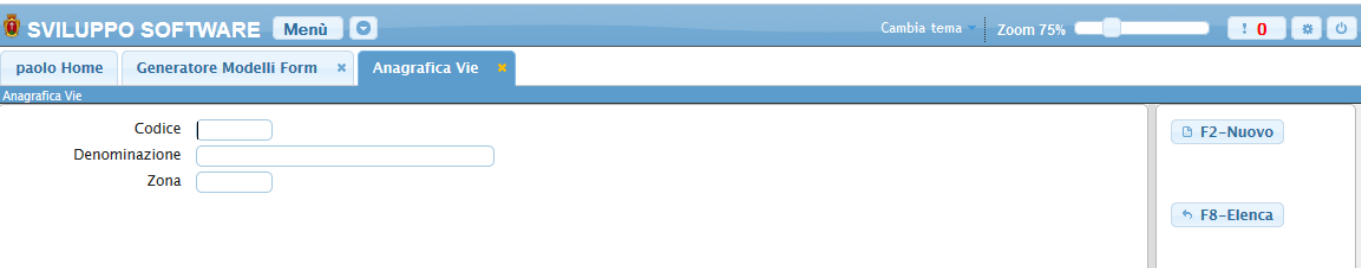 SVILUPPO SOFTWARE Menù Cambia tema Zoom 75% ! 0
paolo Home Generatore Modelli Form × Anagrafica Vie ×
Anagrafica Vie
Codice
F2-Nuovo
Denominazione
Zona
F8-Elenca